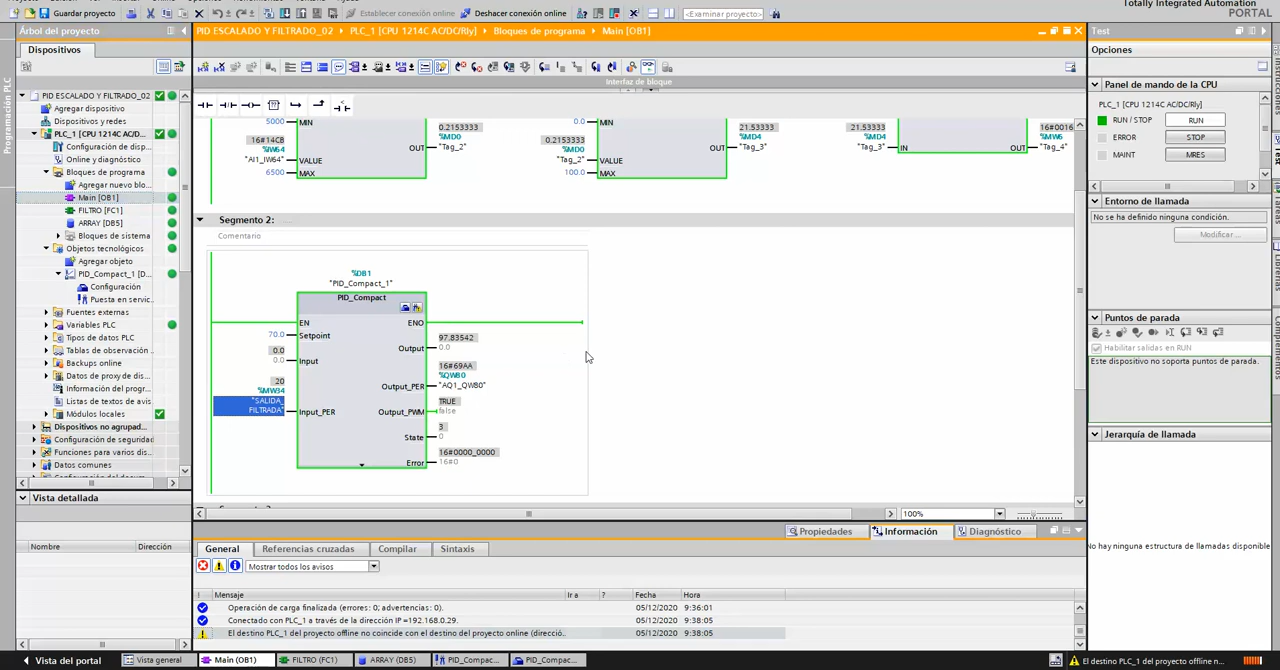 Totally Integrated Automation
PORTAL
Guardar proyecto
Establecer conexión online
Deshacer conexión online
<Examinar proyecto>
Árbol del proyecto
PID ESCALADO Y FILTRADO_02 ▸ PLC_1 [CPU 1214C AC/DC/Rly] ▸ Bloques de programa ▸ Main [OB1]
Test
Dispositivos
Opciones
Programación PLC
Interfaz de bloque
PID ESCALADO Y FILTRADO_02
Agregar dispositivo
Dispositivos y redes
PLC_1 [CPU 1214C AC/D...
Configuración de disp...
Online y diagnóstico
Bloques de programa
Agregar nuevo blo...
Main [OB1]
FILTRO [FC1]
ARRAY [DB5]
Bloques de sistema
Objetos tecnológicos
Agregar objeto
PID_Compact_1 [D...
Configuración
Puesta en servic...
Fuentes externas
Variables PLC
Tipos de datos PLC
Tablas de observación ...
Backups online
Datos de proxy de dis...
Información del progr...
Listas de textos de avis
Módulos locales
Dispositivos no agrupad...
Configuración de seguridad
Funciones para varios dis...
Datos comunes
Vista detallada
Nombre
Dirección
5000 MIN
16#14CB
%IW64
"AI1_IW64" VALUE
6500 MAX
OUT
0.2153333
%MD0
"Tag_2"
0.0 MIN
0.2153333
%MD0
"Tag_2" VALUE
100.0 MAX
OUT
21.53333
%MD4
"Tag_3"
21.53333
%MD4
"Tag_3" IN
OUT
16#0016
%MW6
"Tag_4"
Segmento 2:
Comentario
%DB1
"PID_Compact_1"
PID_Compact
EN ENO
70.0 Setpoint
97.83542
Output 0.0
0.0
0.0 Input
16#69AA
%QW80
Output_PER "AQ1_QW80"
20
%MW34
"SALIDA_
FILTRADA" Input_PER
TRUE
Output_PWM false
3
State 0
16#0000_0000
Error 16#0
100%
Propiedades
Información
Diagnóstico
General
Referencias cruzadas
Compilar
Sintaxis
Mostrar todos los avisos
! Mensaje Ir a ? Fecha Hora
Operación de carga finalizada (errores: 0; advertencias: 0). 05/12/2020 9:36:01
Conectado con PLC_1 a través de la dirección IP =192.168.0.29. 05/12/2020 9:38:05
El destino PLC_1 del proyecto offline no coincide con el destino del proyecto online (direcció.. 05/12/2020 9:38:05
Panel de mando de la CPU
PLC_1 [CPU 1214C AC/DC/Rly]
RUN / STOP RUN
ERROR STOP
MAINT MRES
Entorno de llamada
No se ha definido ninguna condición.
Modificar ...
Puntos de parada
Habilitar salidas en RUN
Este dispositivo no soporta puntos de parada.
Jerarquía de llamada
No hay ninguna estructura de llamadas disponible
Test
Librerías
Vista del portal
Vista general
Main (OB1)
FILTRO (FC1)
ARRAY (DB5)
PID_Compac...
PID_Compac...
El destino PLC_1 del proyecto offline n...